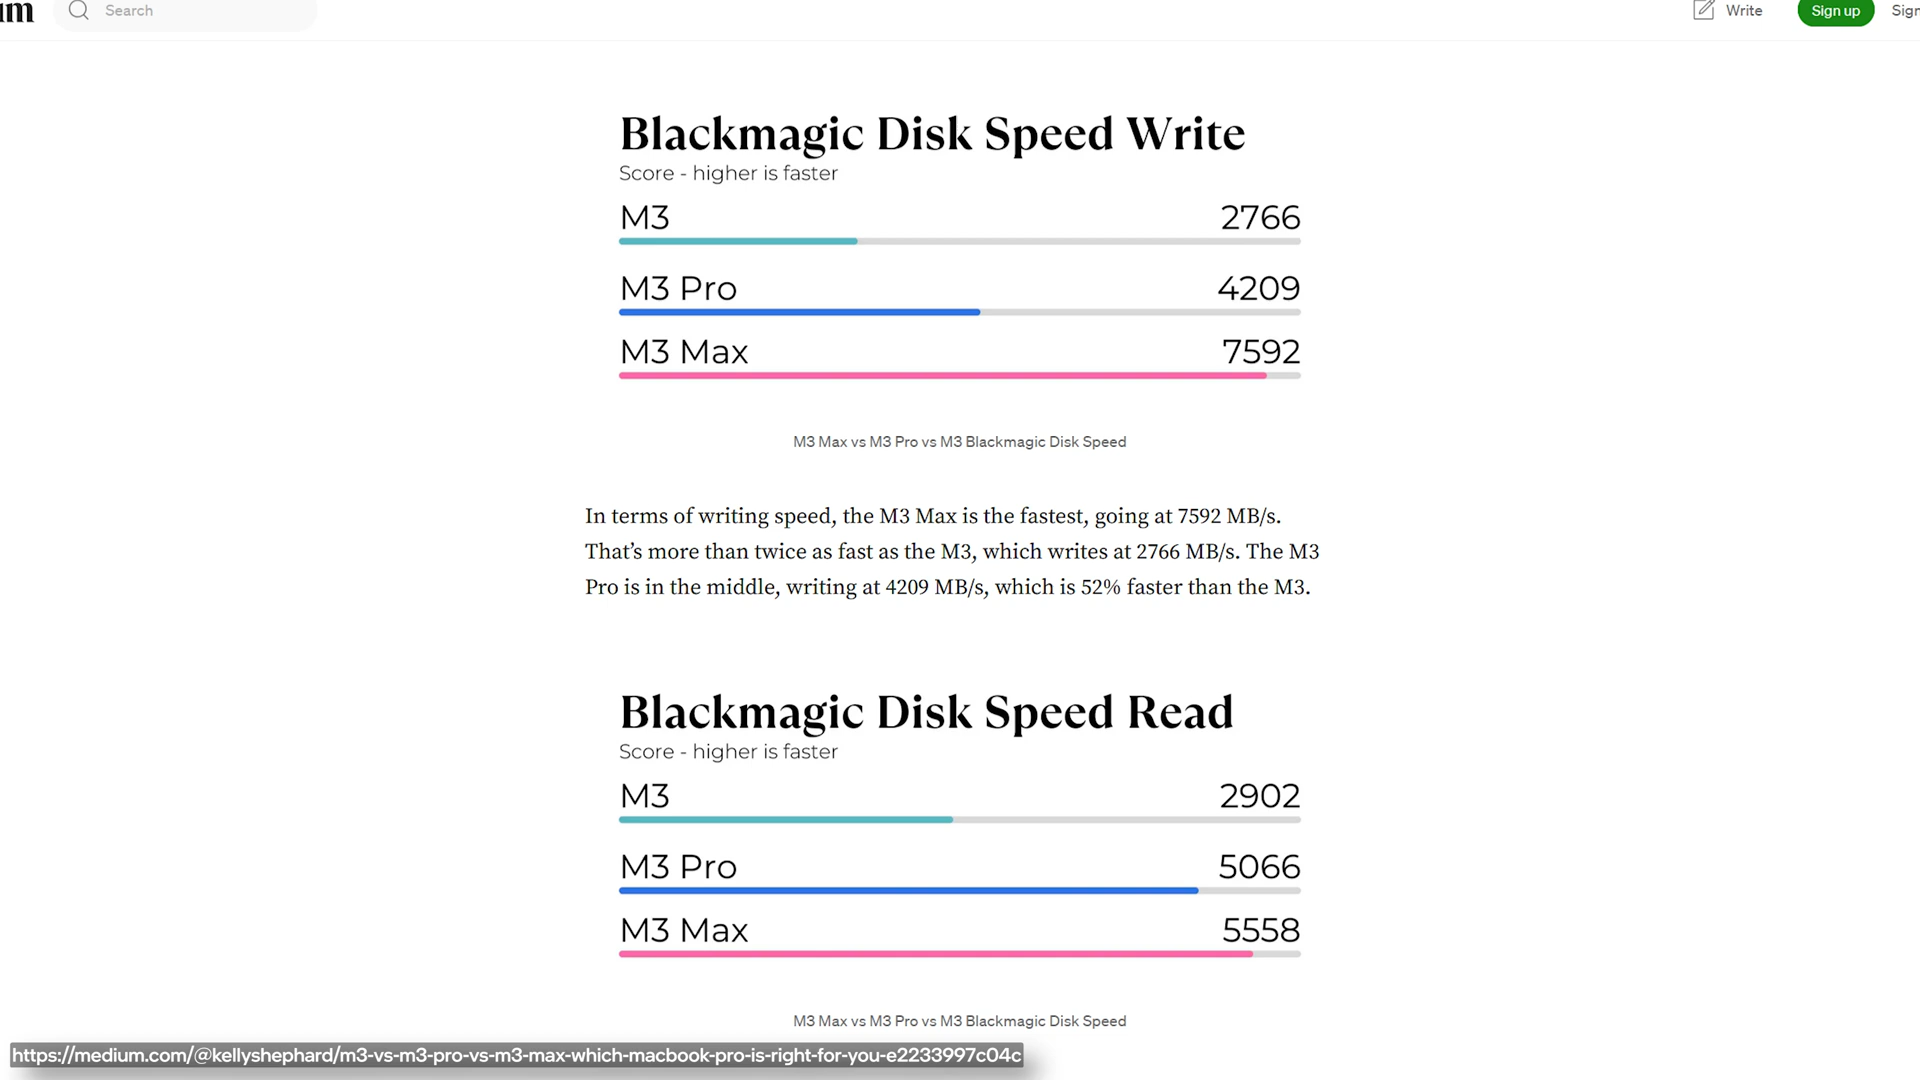 um Search Write Sign up Sign
Blackmagic Disk Speed Write
Score - higher is faster
M3 2766
M3 Pro 4209
M3 Max 7592
M3 Max vs M3 Pro vs M3 Blackmagic Disk Speed
In terms of writing speed, the M3 Max is the fastest, going at 7592 MB/s.
That’s more than twice as fast as the M3, which writes at 2766 MB/s. The M3
Pro is in the middle, writing at 4209 MB/s, which is 52% faster than the M3.
Blackmagic Disk Speed Read
Score - higher is faster
M3 2902
M3 Pro 5066
M3 Max 5558
M3 Max vs M3 Pro vs M3 Blackmagic Disk Speed
https://medium.com/@kellyshephard/m3-vs-m3-pro-vs-m3-max-which-macbook-pro-is-right-for-you-e2233997c04c